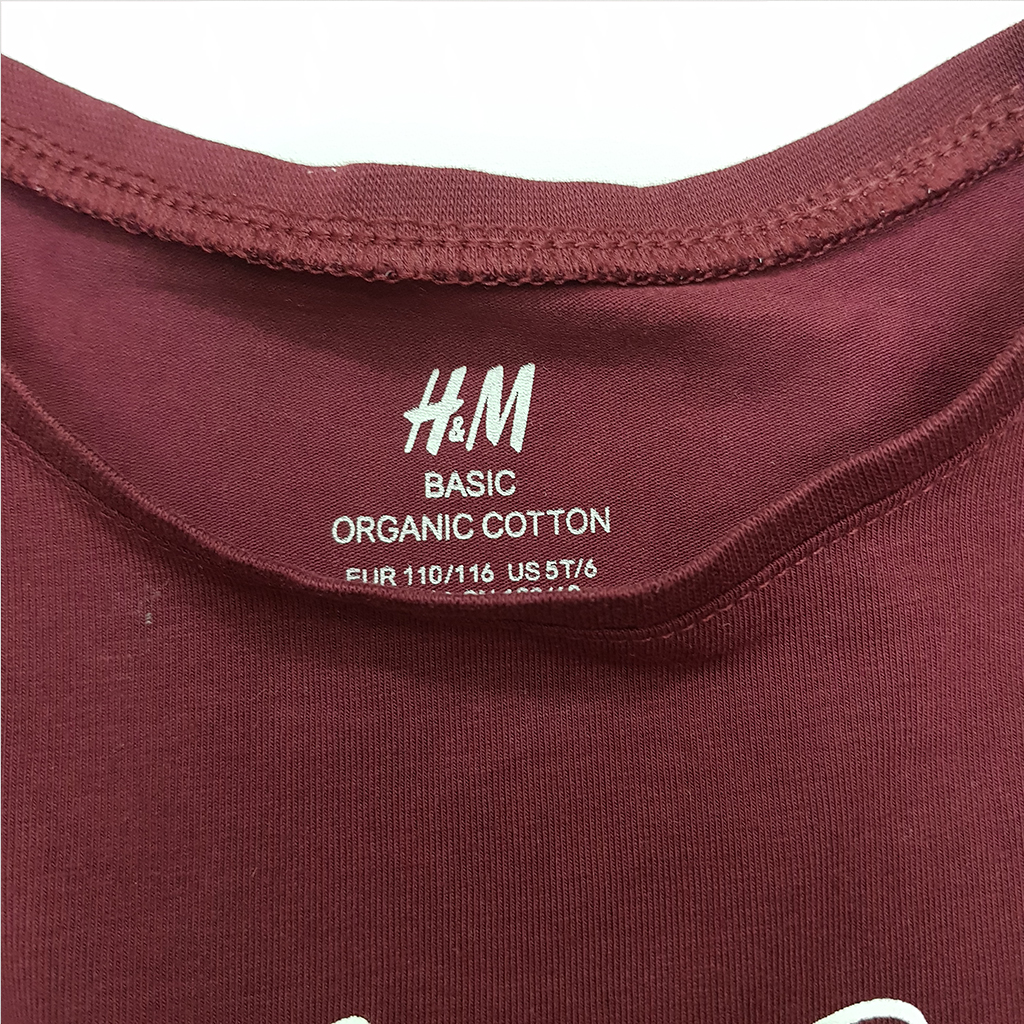 H&M
BASIC
ORGANIC COTTON
EUR 110/116 US 5T/6